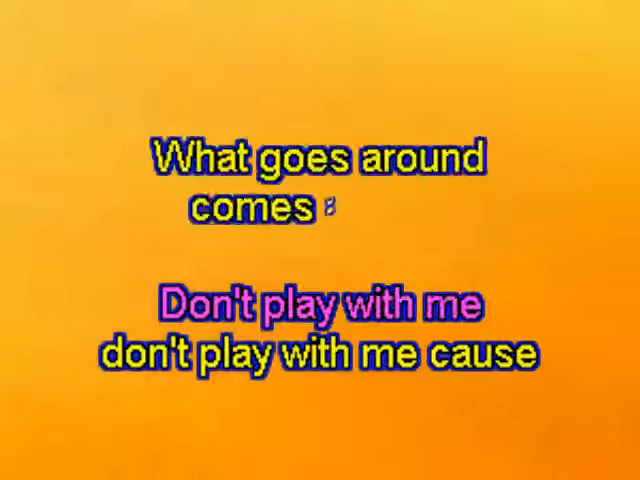 What goes around
comes
Don't play with me
don't play with me cause